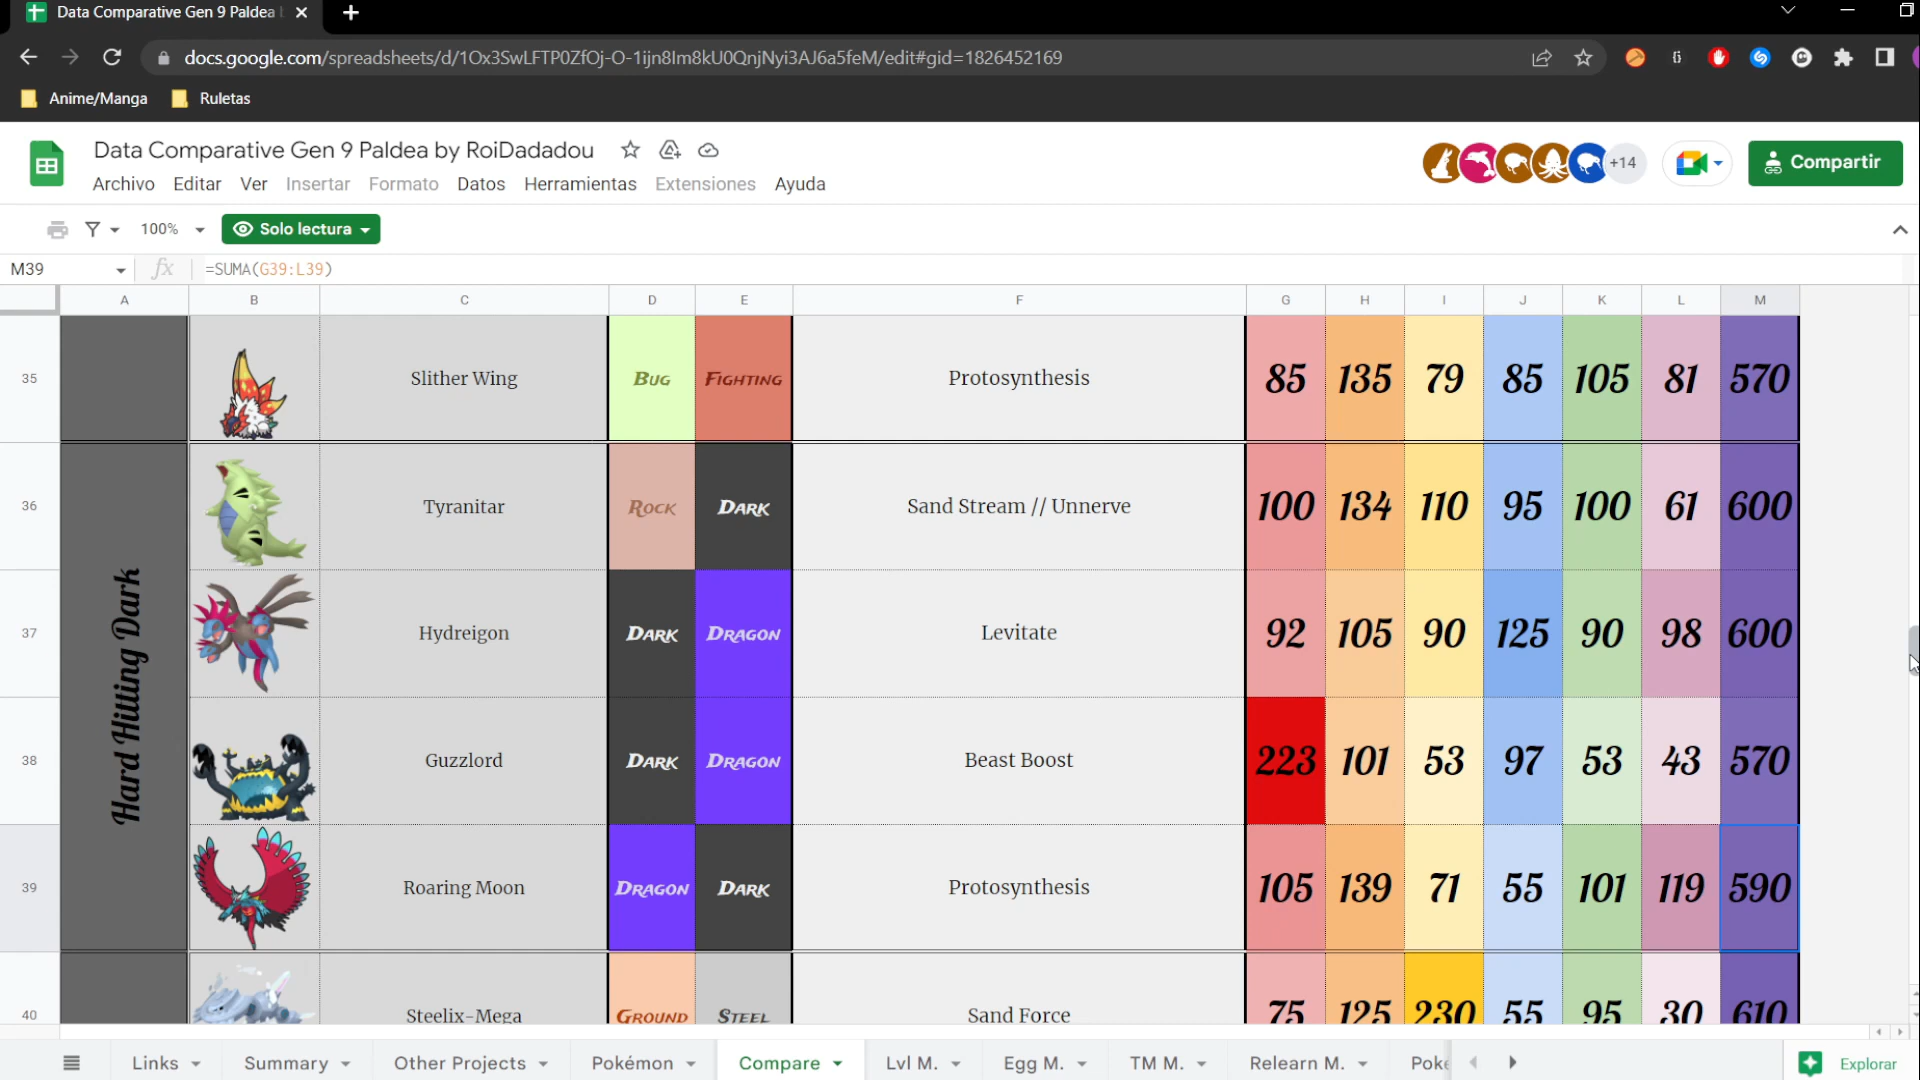 Data Comparative Gen 9 Paldea
docs.google.com/spreadsheets/d/1Ox3SwLFTP0ZfOj-O-1ijn8Im8kU0QnjNyi3AJ6a5feM/edit#gid=1826452169
Anime/Manga Ruletas
Data Comparative Gen 9 Paldea by RoiDadadou
+14
Compartir
Archivo Editar Ver Insertar Formato Datos Herramientas Extensiones Ayuda
100% Solo lectura
M39 fx =SUMA(G39:L39)
A B C D E F G H I J K L M
35 Slither Wing Bug Fighting Protosynthesis 85 135 79 85 105 81 570
Hard Hitting Dark
36 Tyranitar Rock Dark Sand Stream // Unnerve 100 134 110 95 100 61 600
37 Hydreigon Dark Dragon Levitate 92 105 90 125 90 98 600
38 Guzzlord Dark Dragon Beast Boost 223 101 53 97 53 43 570
39 Roaring Moon Dragon Dark Protosynthesis 105 139 71 55 101 119 590
40 Steelix-Mega Ground Steel Sand Force 75 125 230 55 95 30 610
Links Summary Other Projects Pokémon Compare Lvl M. Egg M. TM M. Relearn M. Poke Explorar